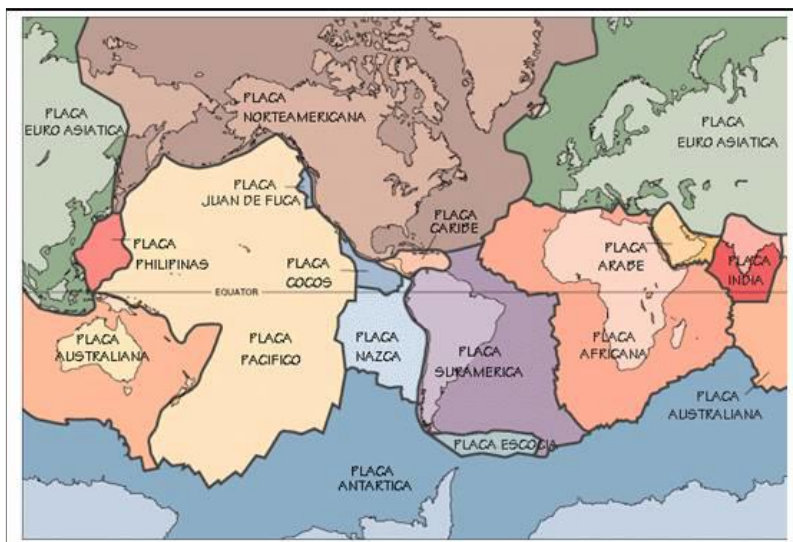 PLACA
NORTEAMERICANA
PLACA
EURO ASIATICA
PLACA
EURO ASIATICA
PLACA
JUAN DE FUCA
PLACA
CARIBE
PLACA
PHILIPINAS
PLACA
COCOS
PLACA
ARABE
PLACA
INDIA
EQUATOR
PLACA
AUSTRALIANA
PLACA
PACIFICO
PLACA
NAZCA
PLACA
SURAMERICA
PLACA
AFRICANA
PLACA
AUSTRALIANA
PLACA ESCOCIA
PLACA
ANTARTICA